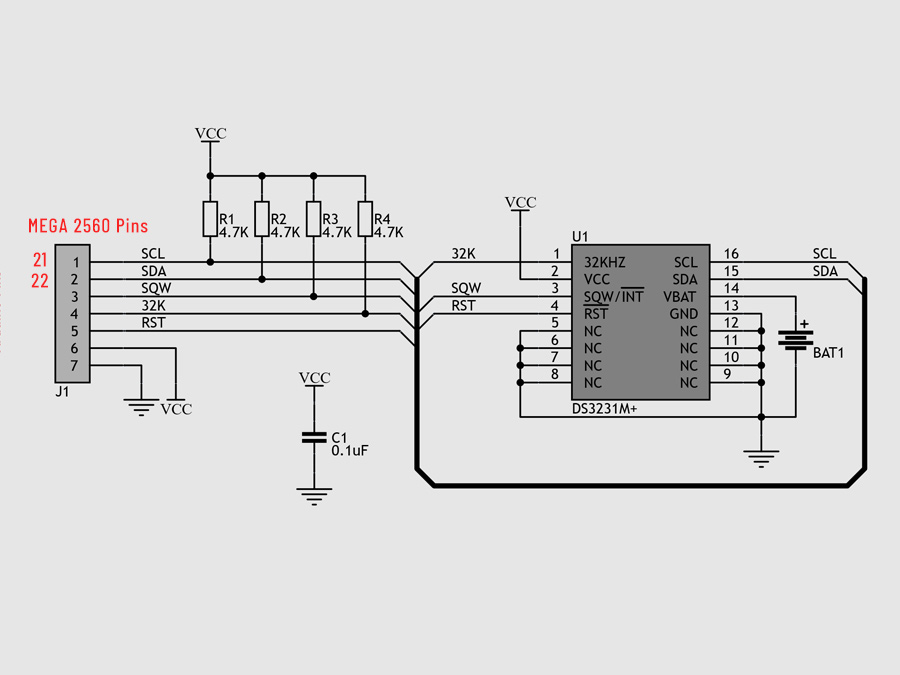 VCC
MEGA 2560 Pins
21
22
1
2
3
4
5
6
7
J1
SCL
SDA
SQW
32K
RST
VCC
R1
4.7K
R2
4.7K
R3
4.7K
R4
4.7K
VCC
C1
0.1uF
VCC
32K
SQW
RST
U1
1
2
3
4
5
6
7
8
32KHZ
VCC
SQW/INT
RST
NC
NC
NC
NC
SCL
SDA
VBAT
GND
NC
NC
NC
NC
16
15
14
13
12
11
10
9
DS3231M+
SCL
SDA
+
BAT1